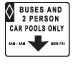 BUSES AND
2 PERSON
CAR POOLS ONLY
6AM - 9AM MON-FRI